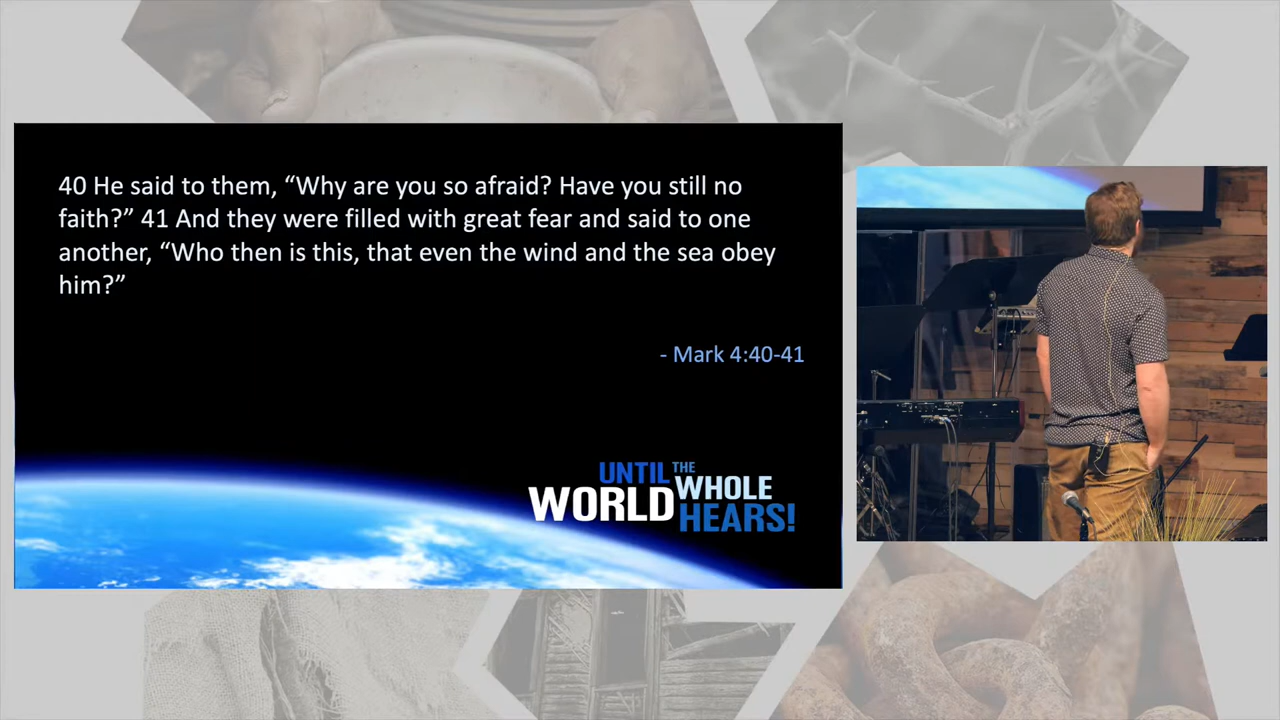 40 He said to them, “Why are you so afraid? Have you still no
faith?” 41 And they were filled with great fear and said to one
another, “Who then is this, that even the wind and the sea obey
him?”
- Mark 4:40-41
UNTIL THE
WORLD WHOLE
HEARS!